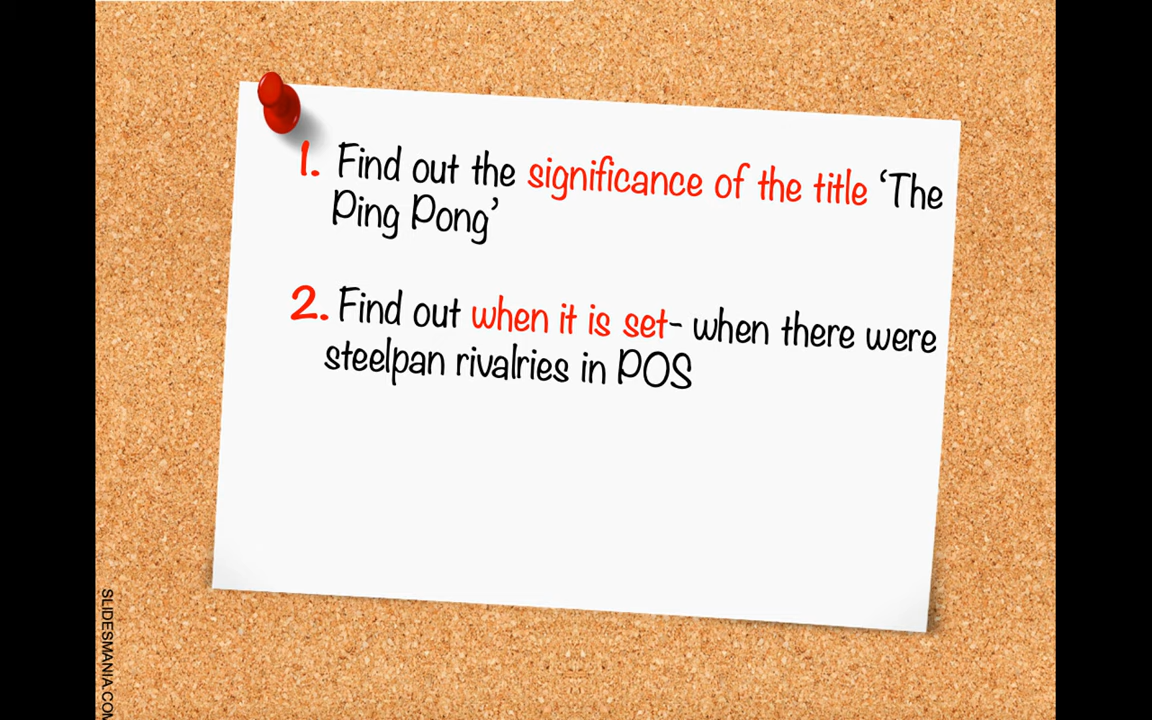 1. Find out the significance of the title ‘The
Ping Pong’
2. Find out when it is set- when there were
steelpan rivalries in POS
SLIDESMANIA.COM